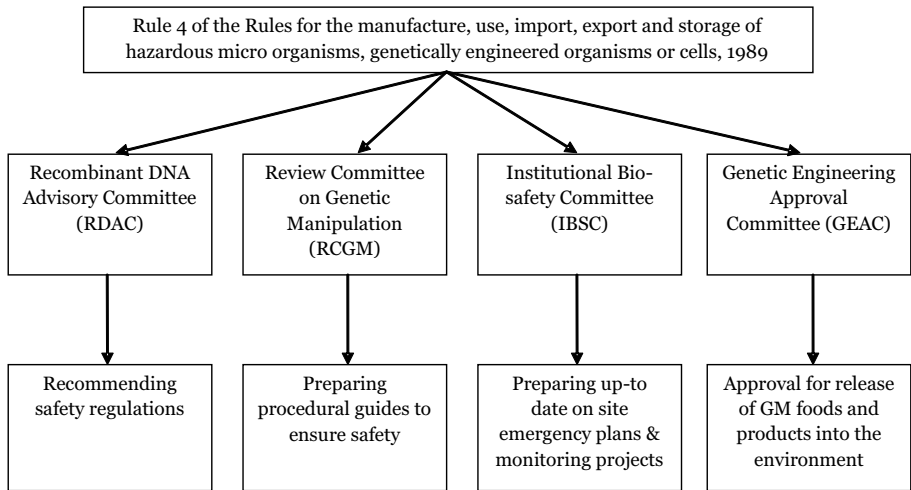 Rule 4 of the Rules for the manufacture, use, import, export and storage of
hazardous micro organisms, genetically engineered organisms or cells, 1989
Recombinant DNA
Advisory Committee
(RDAC)
Review Committee
on Genetic
Manipulation
(RCGM)
Institutional Bio-
safety Committee
(IBSC)
Genetic Engineering
Approval
Committee (GEAC)
Recommending
safety regulations
Preparing
procedural guides to
ensure safety
Preparing up-to
date on site
emergency plans &
monitoring projects
Approval for release
of GM foods and
products into the
environment